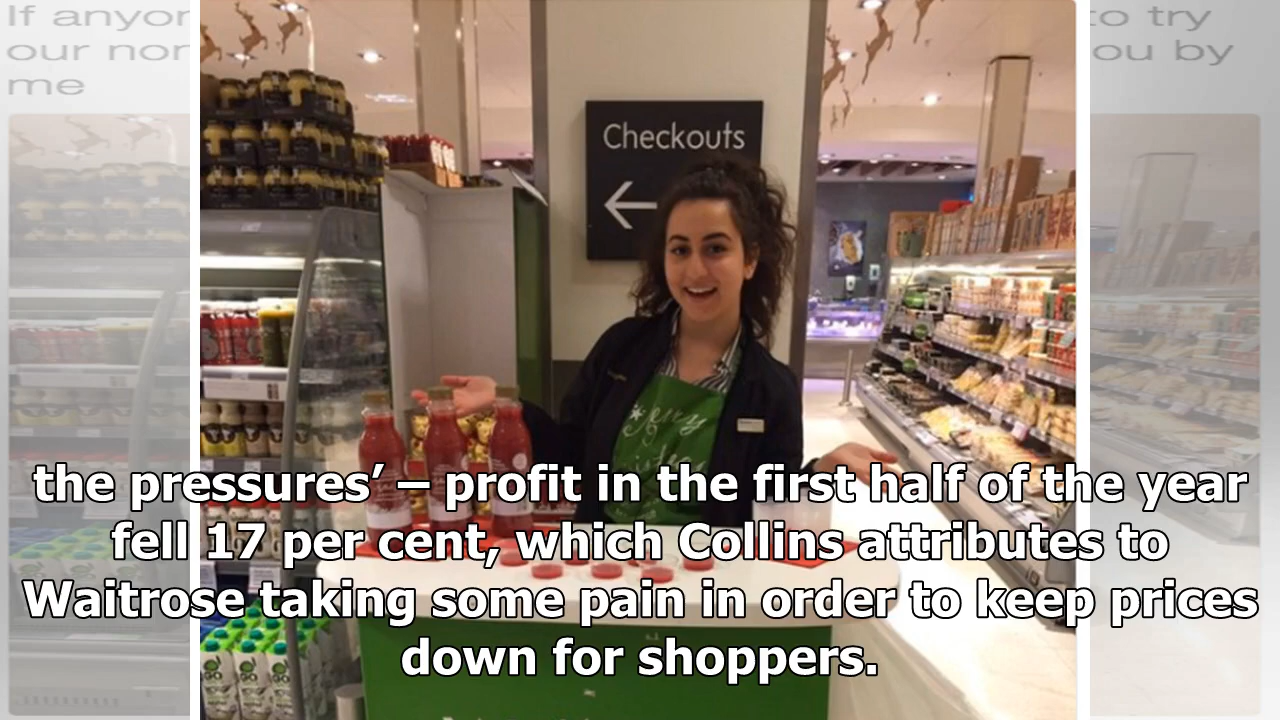 If anyon
our nor
me
to try
ou by
Checkouts
the pressures’ – profit in the first half of the year
fell 17 per cent, which Collins attributes to
Waitrose taking some pain in order to keep prices
down for shoppers.